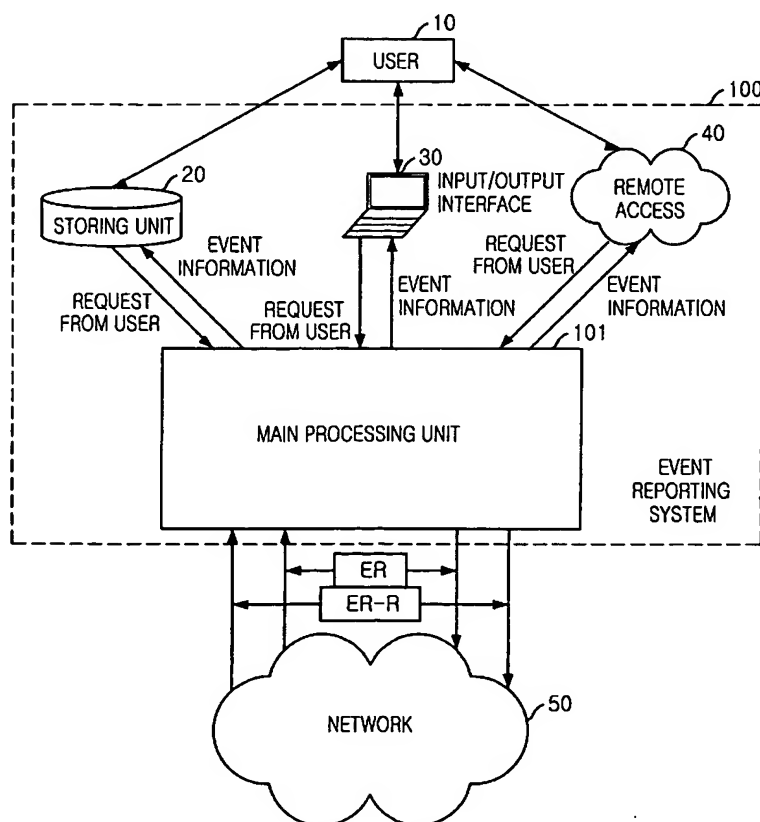 10
USER
100
20
STORING UNIT
30
INPUT/OUTPUT
INTERFACE
40
REMOTE
ACCESS
EVENT
INFORMATION
REQUEST
FROM USER
REQUEST
FROM USER
EVENT
INFORMATION
REQUEST
FROM USER
EVENT
INFORMATION
101
MAIN PROCESSING UNIT
EVENT
REPORTING
SYSTEM
ER
ER-R
NETWORK
50